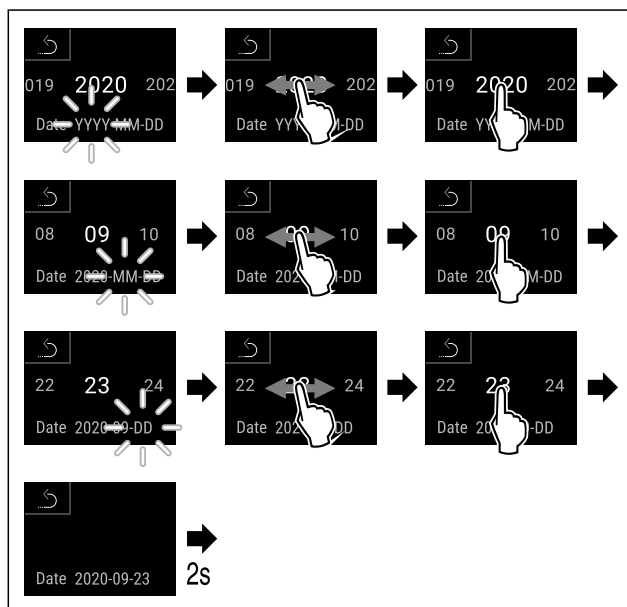 019 2020 202
Date YYYY-MM-DD
019 202
Date YY -DD
019 2020 202
Date YY M-DD
08 09 10
Date 2020-MM-DD
08 10
Date 202 -DD
08 09 10
Date 20 M-DD
22 23 24
Date 2020-09-DD
22 23 24
Date 202 DD
22 23 24
Date 20 -DD
Date 2020-09-23
2s